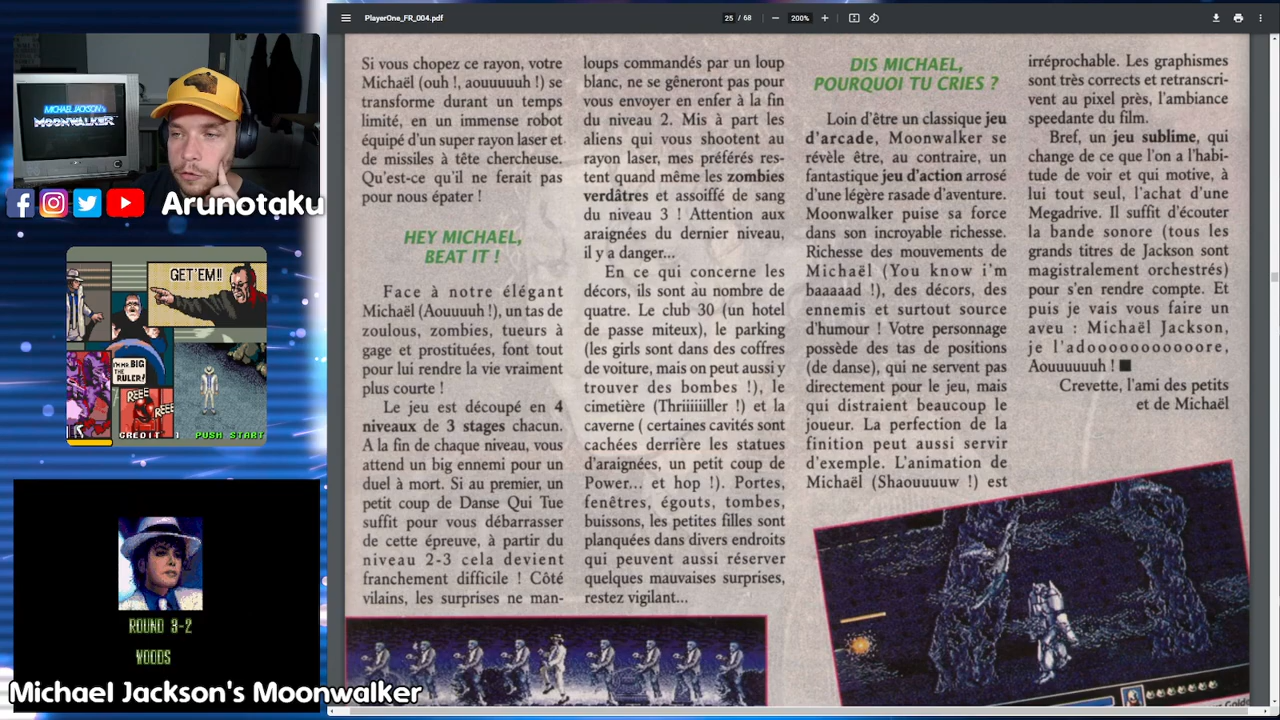 PlayerOne_FR_004.pdf
25 / 68
200%
MICHAEL JACKSON'S
MOONWALKER
Arunotaku
GET 'EM!!
I'M MR. BIG
THE
RULER!
REEE
REEE
CREDIT 1 PUSH START
ROUND 3-2
WOODS
Michael Jackson's Moonwalker
Si vous chopez ce rayon, votre
Michaël (ouh !, aouuuuuh !) se
transforme durant un temps
limité, en un immense robot
équipé d'un super rayon laser et
de missiles à tête chercheuse.
Qu'est-ce qu'il ne ferait pas
pour nous épater !
HEY MICHAEL,
BEAT IT !
Face à notre élégant
Michaël (Aouuuuh !), un tas de
zoulous, zombies, tueurs à
gage et prostituées, font tout
pour lui rendre la vie vraiment
plus courte !
Le jeu est découpé en 4
niveaux de 3 stages chacun.
A la fin de chaque niveau, vous
attend un big ennemi pour un
duel à mort. Si au premier, un
petit coup de Danse Qui Tue
suffit pour vous débarrasser
de cette épreuve, à partir du
niveau 2-3 cela devient
franchement difficile ! Côté
vilains, les surprises ne man-
loups commandés par un loup
blanc, ne se gêneront pas pour
vous envoyer en enfer à la fin
du niveau 2. Mis à part les
aliens qui vous shootent au
rayon laser, mes préférés res-
tent quand même les zombies
verdâtres et assoiffé de sang
du niveau 3 ! Attention aux
araignées du dernier niveau,
il y a danger...
En ce qui concerne les
décors, ils sont au nombre de
quatre. Le club 30 (un hotel
de passe miteux), le parking
(les girls sont dans des coffres
de voiture, mais on peut aussi y
trouver des bombes !), le
cimetière (Thriiiiiiller !) et la
caverne ( certaines cavités sont
cachées derrière les statues
d'araignées, un petit coup de
Power... et hop !). Portes,
fenêtres, égouts, tombes,
buissons, les petites filles sont
planquées dans divers endroits
qui peuvent aussi réserver
quelques mauvaises surprises,
restez vigilant...
DIS MICHAEL,
POURQUOI TU CRIES ?
Loin d'être un classique jeu
d'arcade, Moonwalker se
révèle être, au contraire, un
fantastique jeu d'action arrosé
d'une légère rasade d'aventure.
Moonwalker puise sa force
dans son incroyable richesse.
Richesse des mouvements de
Michaël (You know i'm
baaaad !), des décors, des
ennemis et surtout source
d'humour ! Votre personnage
possède des tas de positions
(de danse), qui ne servent pas
directement pour le jeu, mais
qui distraient beaucoup le
joueur. La perfection de la
finition peut aussi servir
d'exemple. L'animation de
Michaël (Shaouuuuw !) est
irréprochable. Les graphismes
sont très corrects et retranscri-
vent au pixel près, l'ambiance
speedante du film.
Bref, un jeu sublime, qui
change de ce que l'on a l'habi-
tude de voir et qui motive, à
lui tout seul, l'achat d'une
Megadrive. Il suffit d'écouter
la bande sonore (tous les
grands titres de Jackson sont
magistralement orchestrés)
pour s'en rendre compte. Et
puis je vais vous faire un
aveu : Michaël Jackson,
je l'adooooooooooore,
Aouuuuuuh ! ■
Crevette, l'ami des petits
et de Michaël